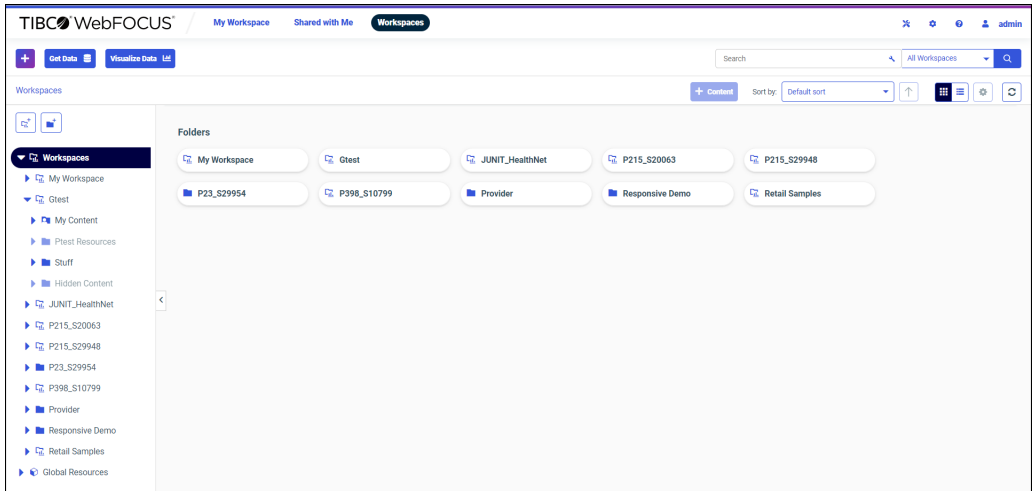 TIBCO WebFOCUS® My Workspace Shared with Me Workspaces admin
+ Get Data Visualize Data Search All Workspaces
Workspaces + Content Sort by: Default sort
Folders
Workspaces
My Workspace
Gtest
My Content
Ptest Resources
Stuff
Hidden Content
JUNIT_HealthNet
P215_S20063
P215_S29948
P23_S29954
P398_S10799
Provider
Responsive Demo
Retail Samples
Global Resources
My Workspace Gtest JUNIT_HealthNet P215_S20063 P215_S29948
P23_S29954 P398_S10799 Provider Responsive Demo Retail Samples